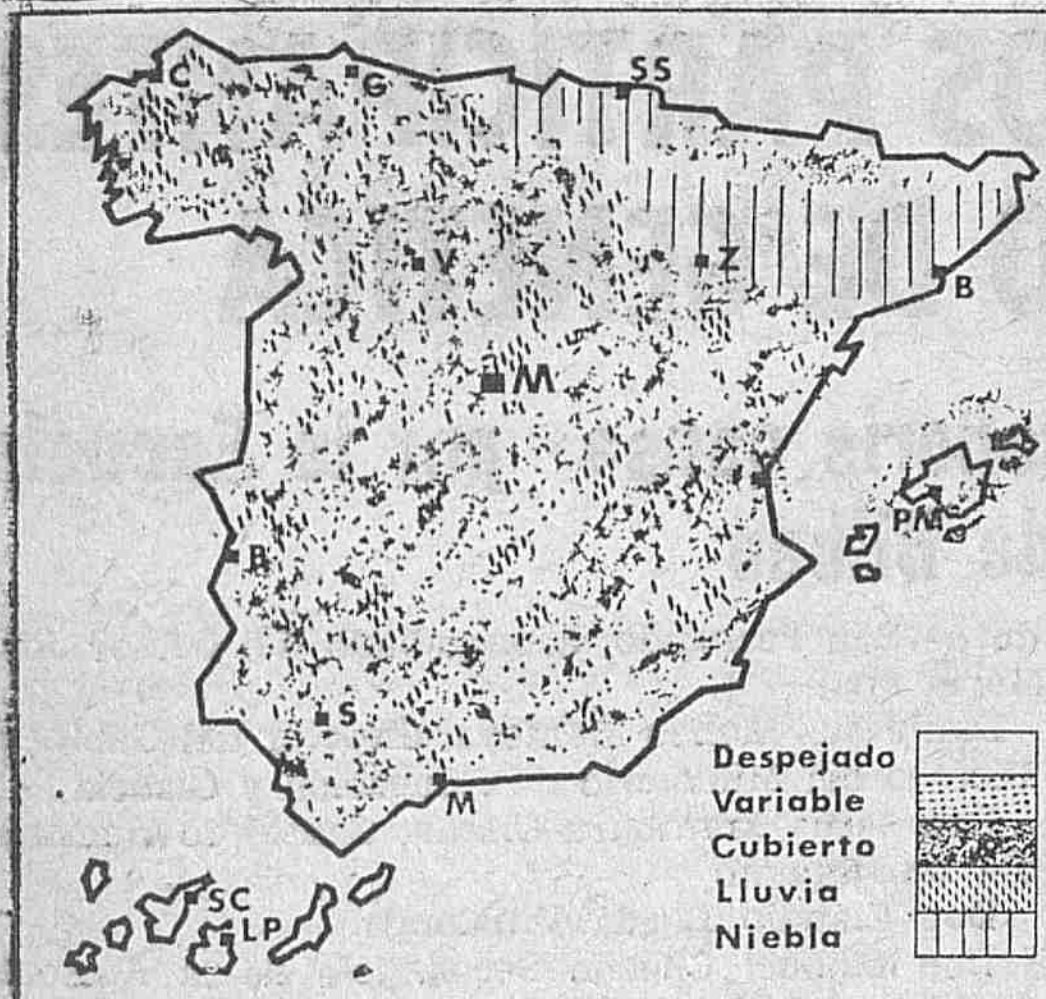 C
G
SS
V
Z
B
M
PM
B
S
M
SC
LP
Despejado
Variable
Cubierto
Lluvia
Niebla